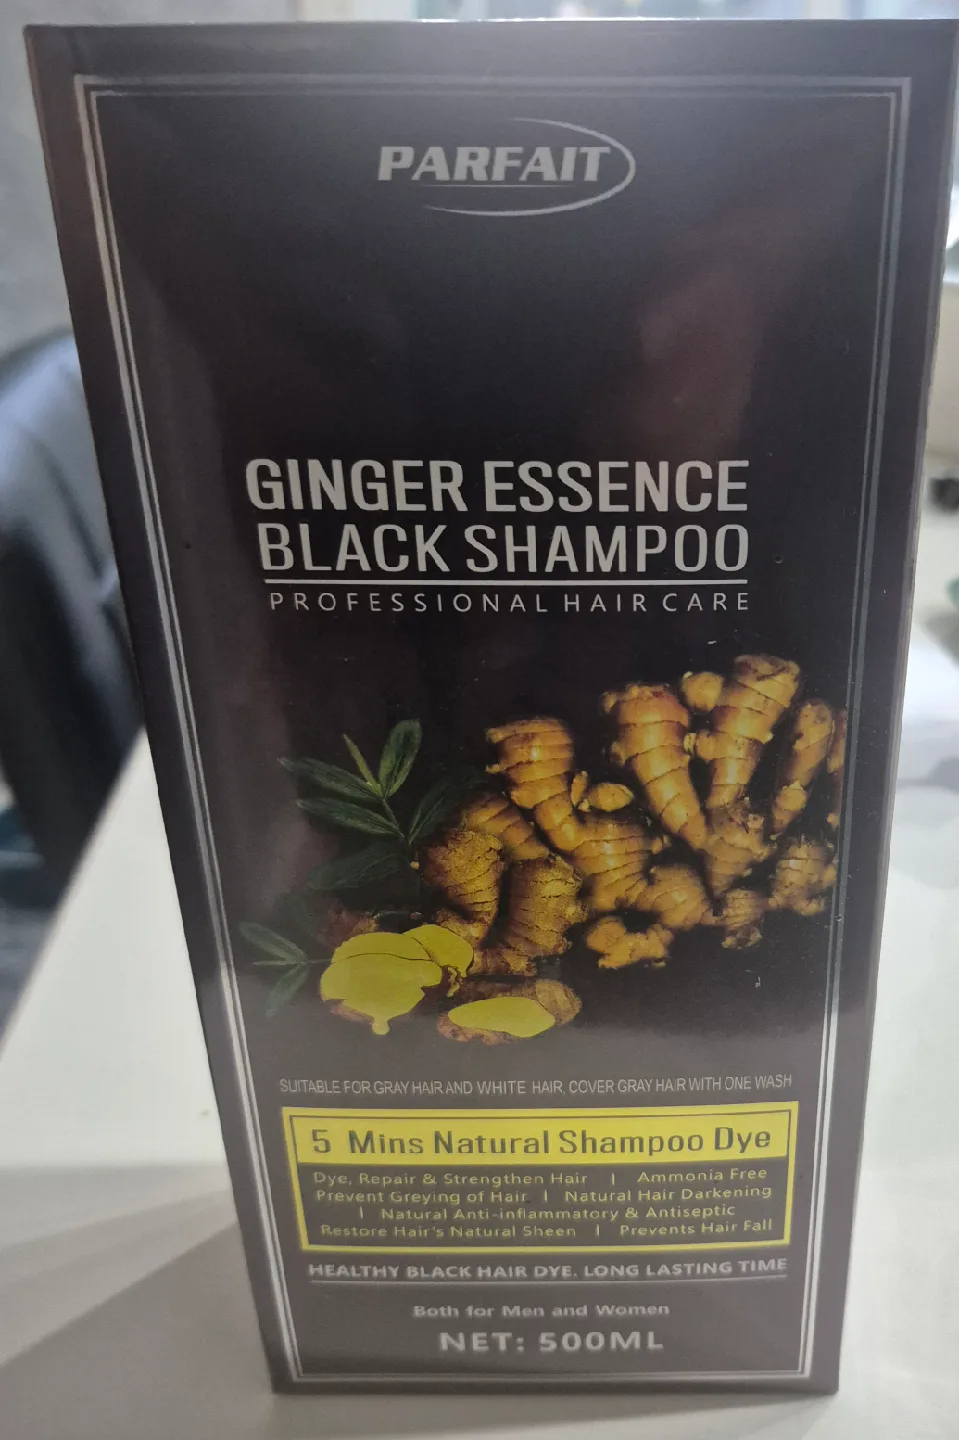 PARFAIT
GINGER ESSENCE
BLACK SHAMPOO
PROFESSIONAL HAIR CARE
SUITABLE FOR GRAY HAIR AND WHITE HAIR, COVER GRAY HAIR WITH ONE WASH
5 Mins Natural Shampoo Dye
Dye, Repair & Strengthen Hair | Ammonia Free
Prevent Greying of Hair | Natural Hair Darkening
| Natural Anti-inflammatory & Antiseptic
Restore Hair's Natural Sheen | Prevents Hair Fall
HEALTHY BLACK HAIR DYE. LONG LASTING TIME
Both for Men and Women
NET: 500ML